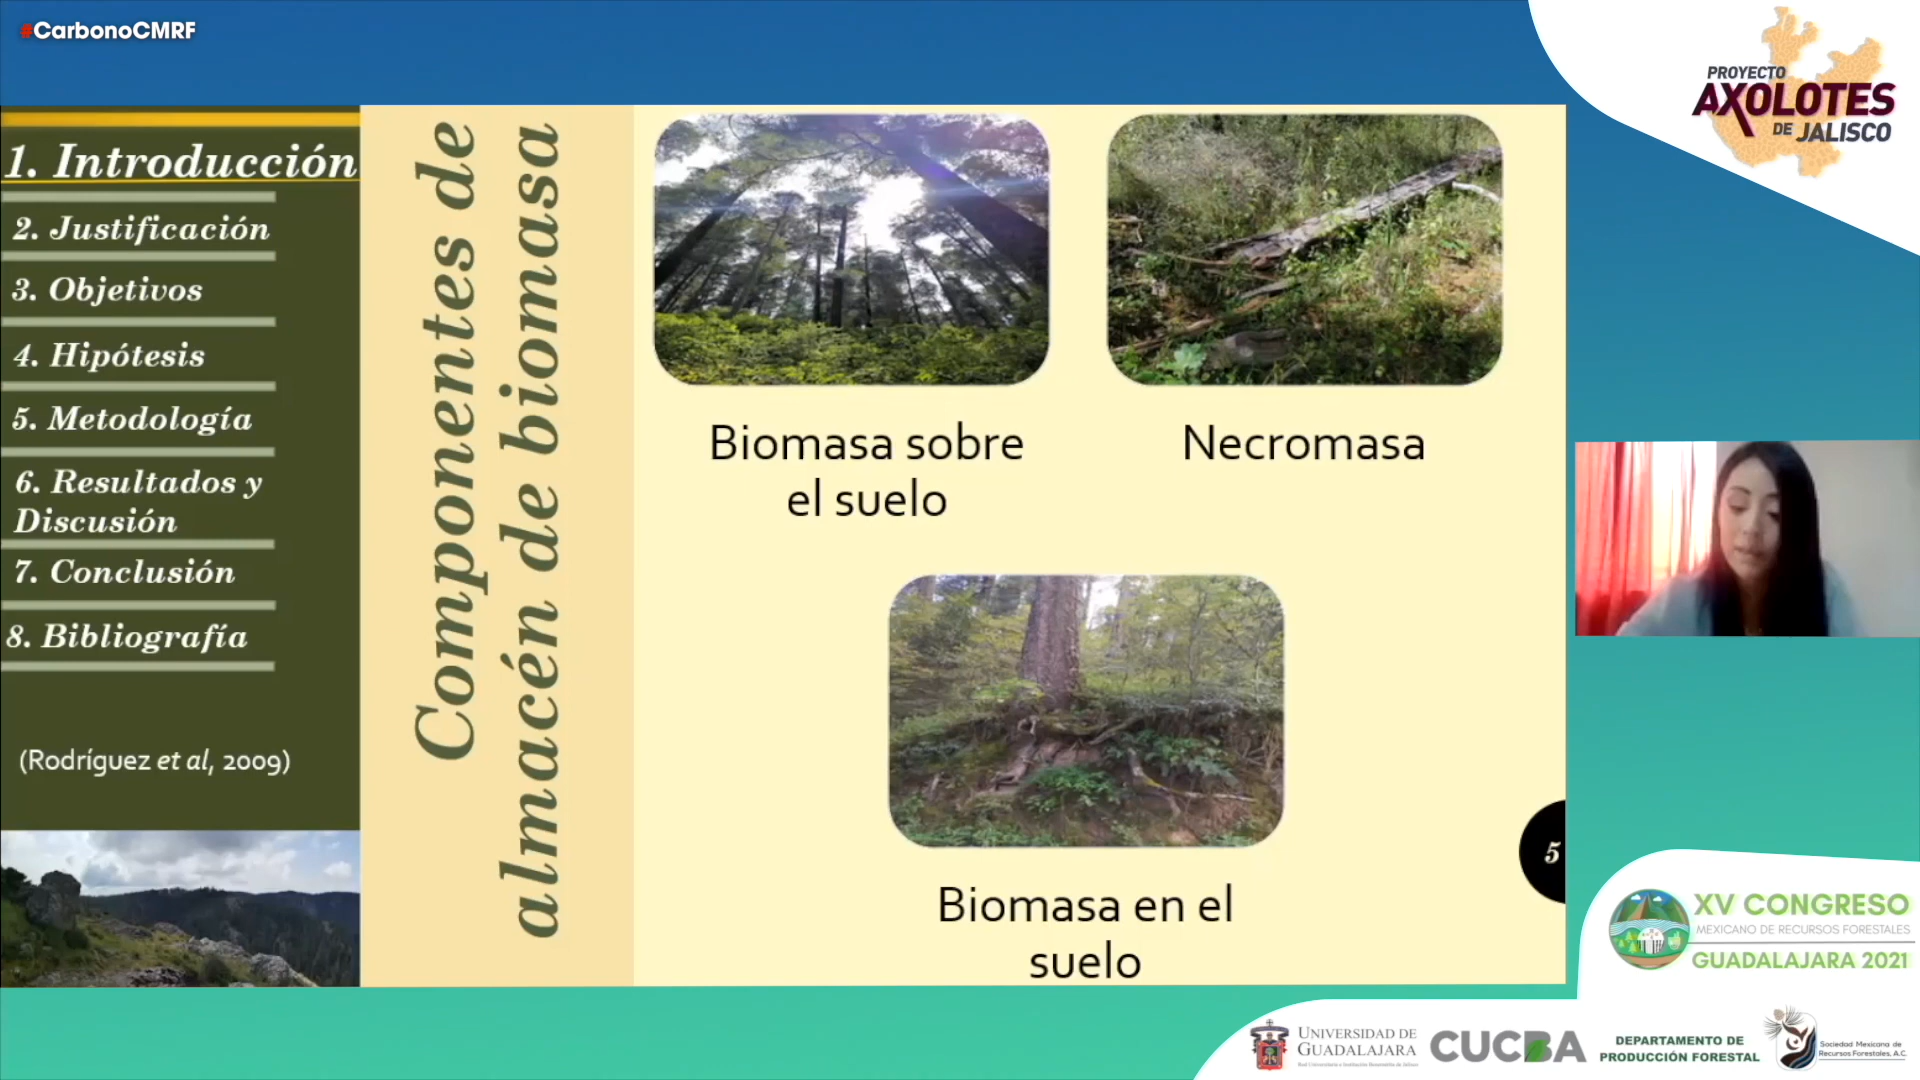 #CarbonoCMRF
PROYECTO
AXOLOTES
DE JALISCO
1. Introducción
2. Justificación
3. Objetivos
4. Hipótesis
5. Metodología
6. Resultados y
Discusión
7. Conclusión
8. Bibliografía
(Rodríguez et al, 2009)
Componentes de
almacén de biomasa
Biomasa sobre
el suelo
Necromasa
Biomasa en el
suelo
5
XV CONGRESO
MEXICANO DE RECURSOS FORESTALES
GUADALAJARA 2021
UNIVERSIDAD DE
GUADALAJARA
CUCBA
DEPARTAMENTO DE
PRODUCCIÓN FORESTAL
Sociedad Mexicana de
Recursos Forestales, A.C.